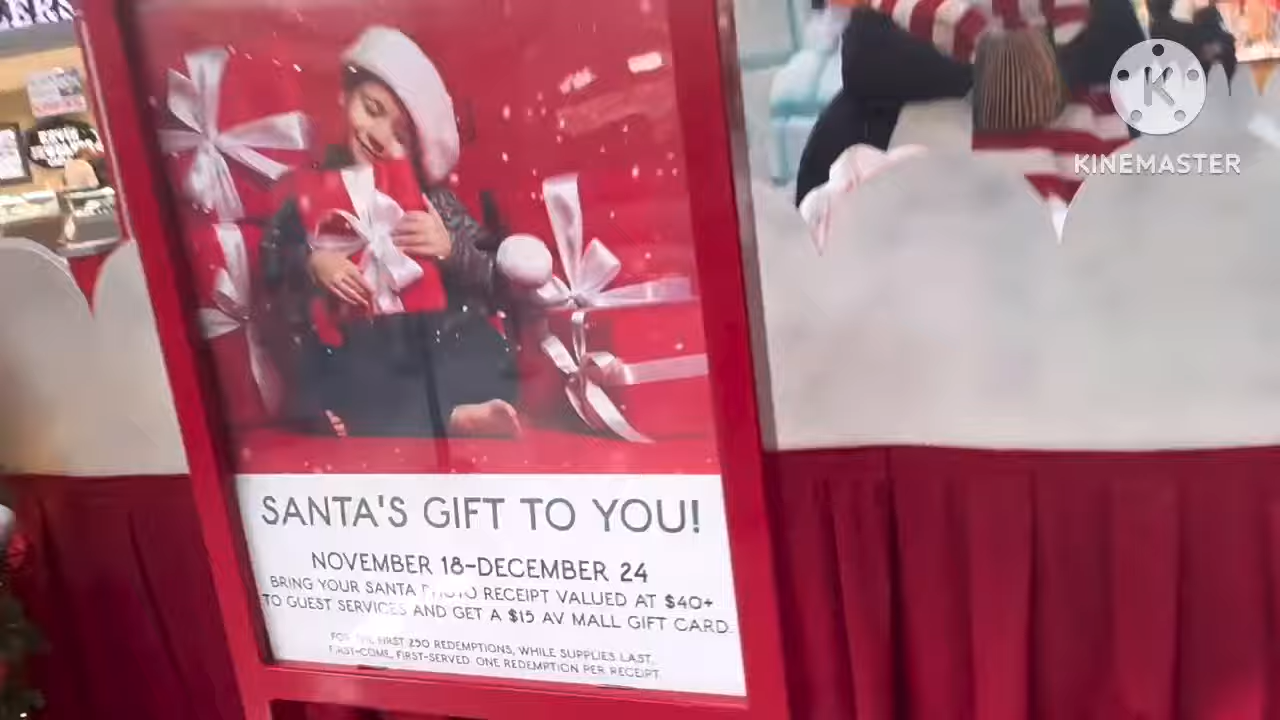 KINEMASTER
SANTA'S GIFT TO YOU!
NOVEMBER 18-DECEMBER 24
BRING YOUR SANTA PHOTO RECEIPT VALUED AT $40+
TO GUEST SERVICES AND GET A $15 AV MALL GIFT CARD.
FOR THE FIRST 250 REDEMPTIONS, WHILE SUPPLIES LAST.
FIRST-COME, FIRST-SERVED. ONE REDEMPTION PER RECEIPT.